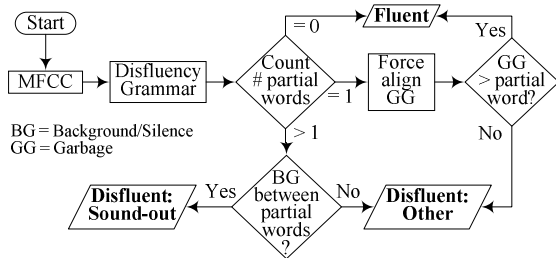 Start
MFCC
Disfluency
Grammar
Count
# partial
words
= 0
Fluent
= 1
Force
align
GG
GG
> partial
word?
Yes
No
> 1
BG = Background/Silence
GG = Garbage
BG
between
partial
words
?
Yes
Disfluent:
Sound-out
No
Disfluent:
Other